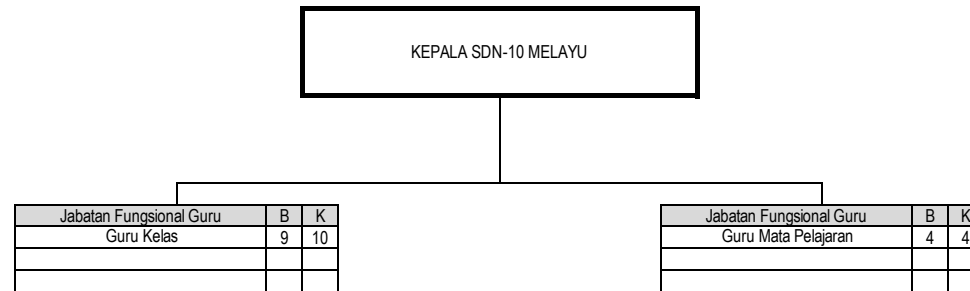 KEPALA SDN-10 MELAYU
Jabatan Fungsional Guru B K
Guru Kelas 9 10
Jabatan Fungsional Guru B K
Guru Mata Pelajaran 4 4